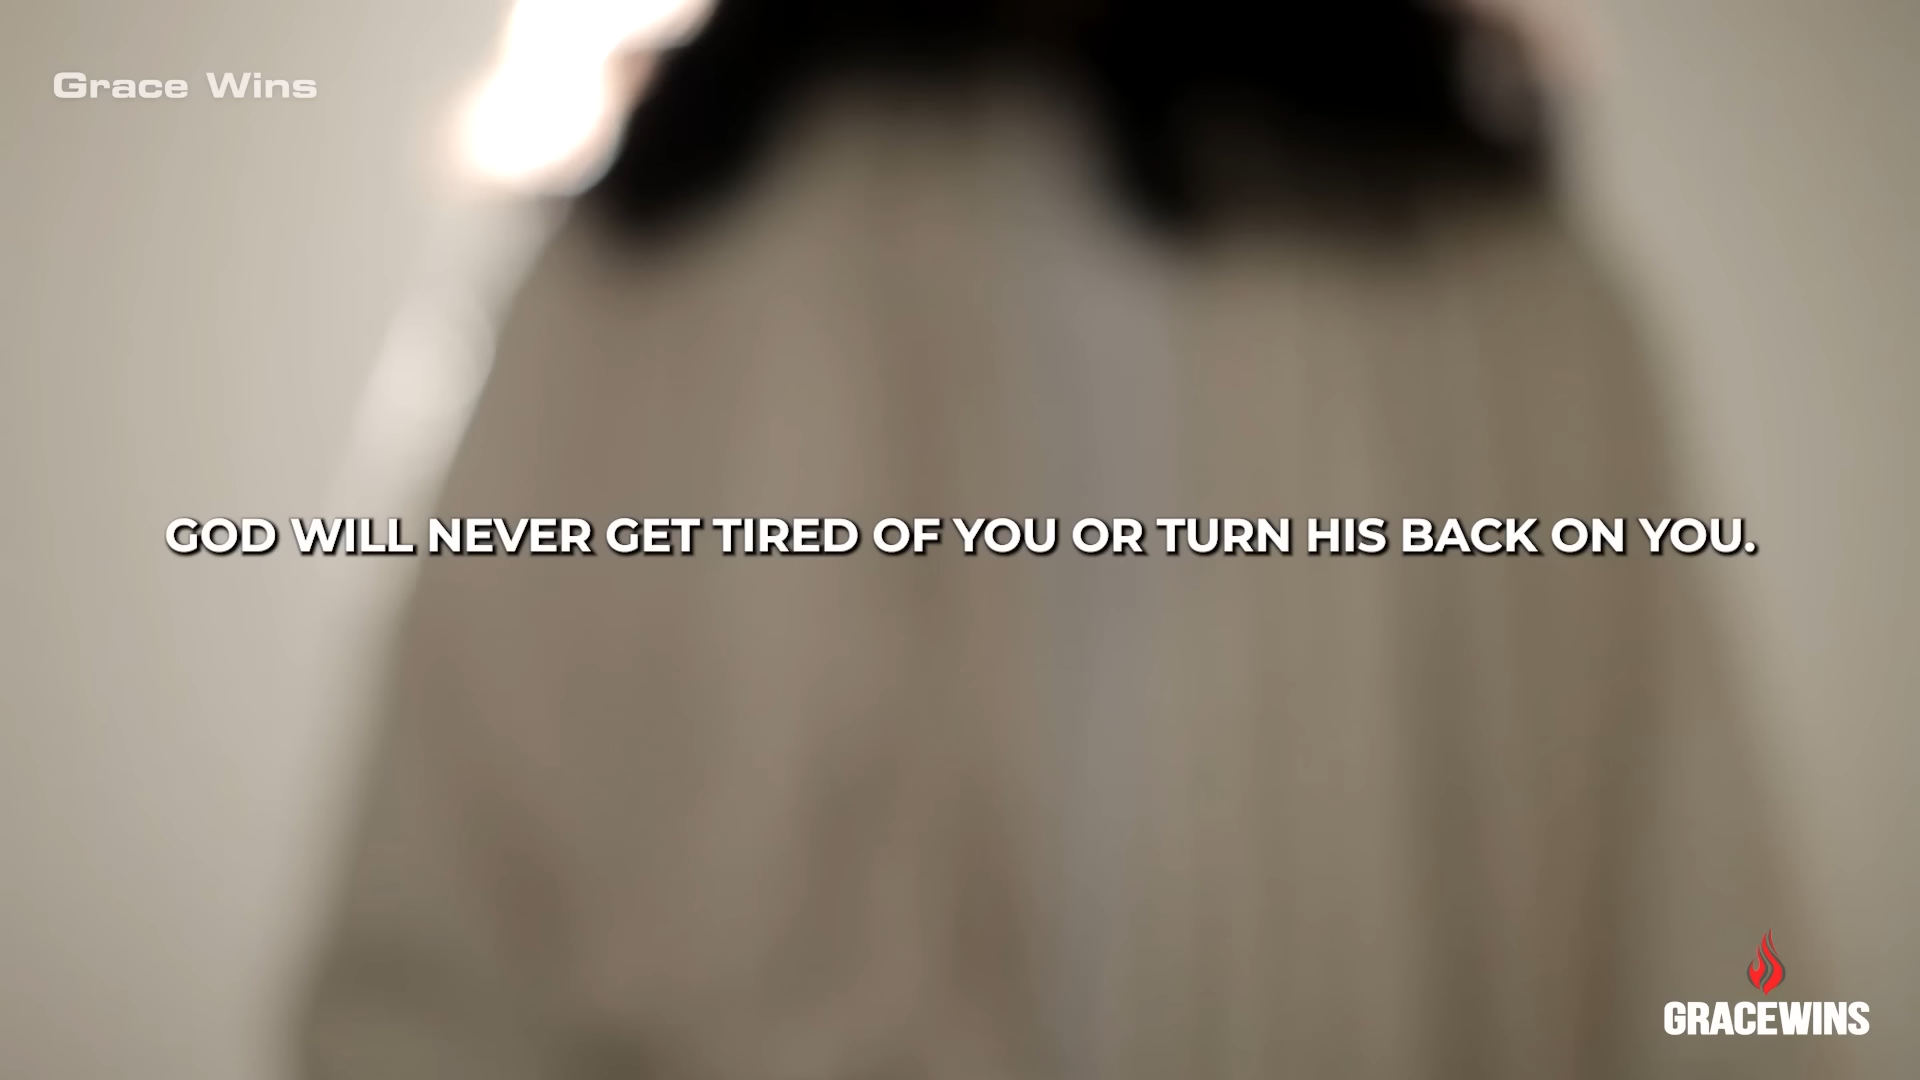 Grace Wins
GOD WILL NEVER GET TIRED OF YOU OR TURN HIS BACK ON YOU.
GRACEWINS